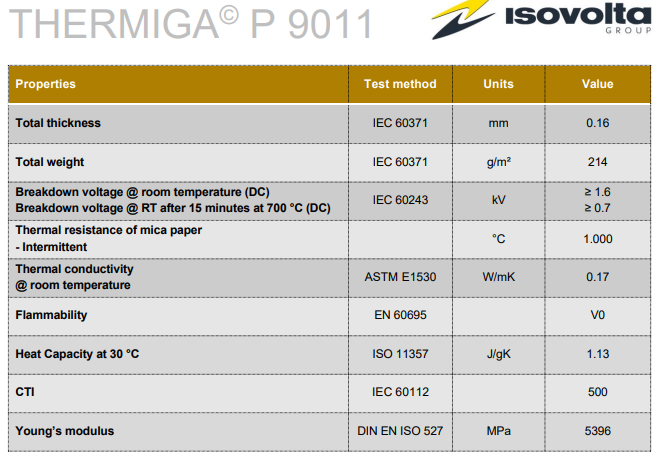 THERMIGA© P 9011
ISOVOLTA
GROUP
Properties Test method Units Value
Total thickness IEC 60371 mm 0.16
Total weight IEC 60371 g/m² 214
Breakdown voltage @ room temperature (DC) IEC 60243 kV ≥ 1.6
Breakdown voltage @ RT after 15 minutes at 700 °C (DC) ≥ 0.7
Thermal resistance of mica paper
- Intermittent °C 1.000
Thermal conductivity
@ room temperature ASTM E1530 W/mK 0.17
Flammability EN 60695 V0
Heat Capacity at 30 °C ISO 11357 J/gK 1.13
CTI IEC 60112 500
Young's modulus DIN EN ISO 527 MPa 5396